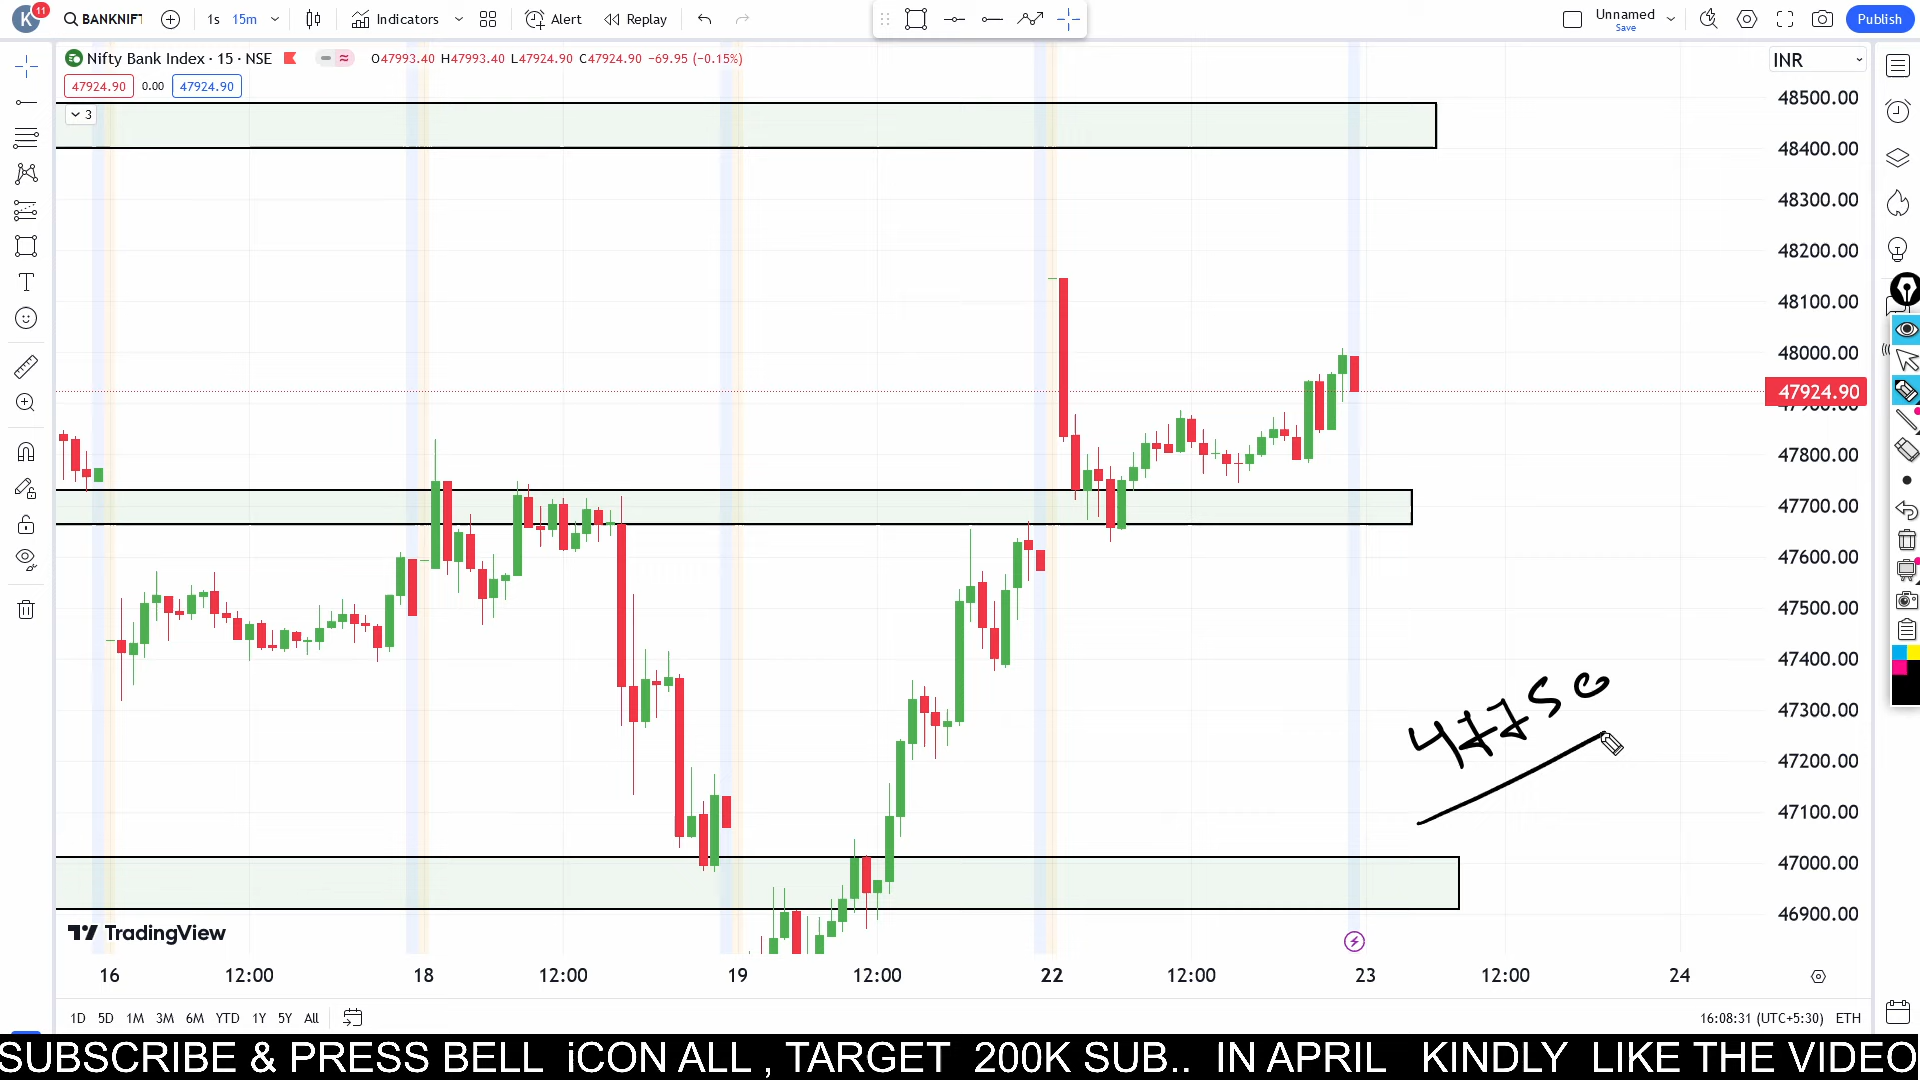 K 11 BANKNIFT 1s 15m Indicators Alert Replay Unnamed Save Publish
Nifty Bank Index · 15 · NSE O47993.40 H47993.40 L47924.90 C47924.90 −69.95 (−0.15%) INR
47924.90 0.00 47924.90
3
48500.00
48400.00
48300.00
48200.00
48100.00
48000.00
47924.90
47900.00
47800.00
47700.00
47600.00
47500.00
47400.00
47300.00
47200.00
47100.00
47000.00
46900.00
47750
TradingView
16 12:00 18 12:00 19 12:00 22 12:00 23 12:00 24
1D 5D 1M 3M 6M YTD 1Y 5Y All 16:08:31 (UTC+5:30) ETH
SUBSCRIBE & PRESS BELL iCON ALL , TARGET 200K SUB.. IN APRIL KINDLY LIKE THE VIDEO